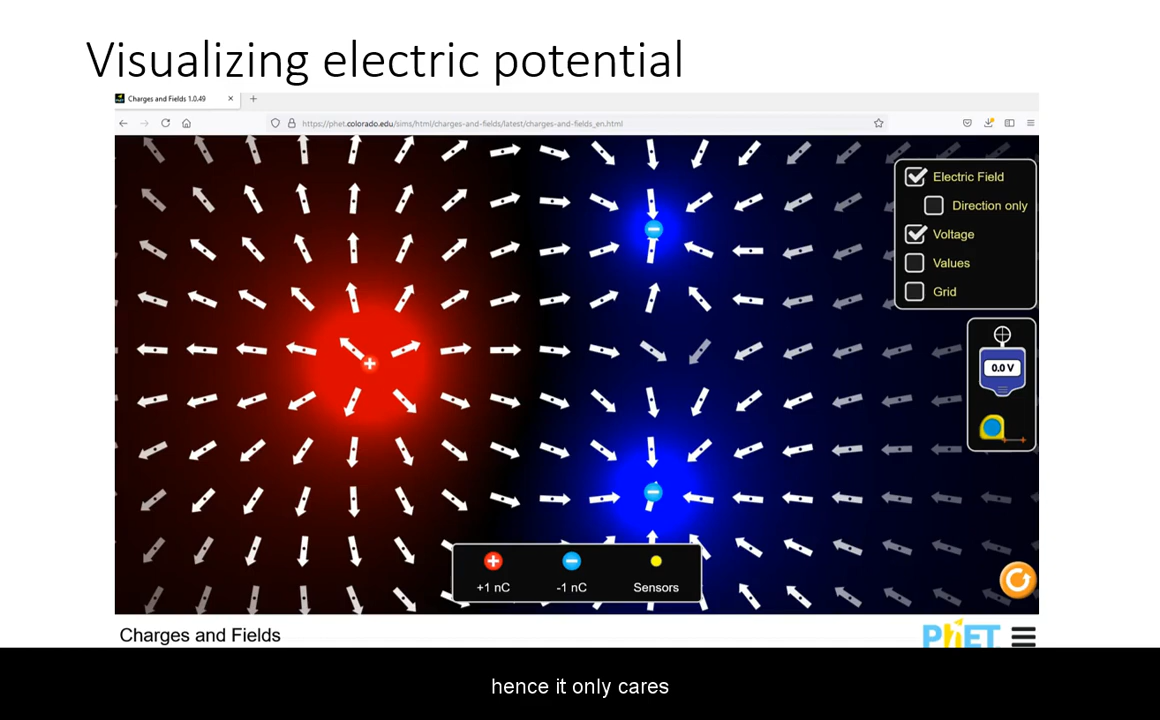 Visualizing electric potential
Charges and Fields 1.0.49
https://phet.colorado.edu/sims/html/charges-and-fields/latest/charges-and-fields_en.html
Electric Field
Direction only
Voltage
Values
Grid
0.0 V
+1 nC
-1 nC
Sensors
Charges and Fields
PhET
hence it only cares